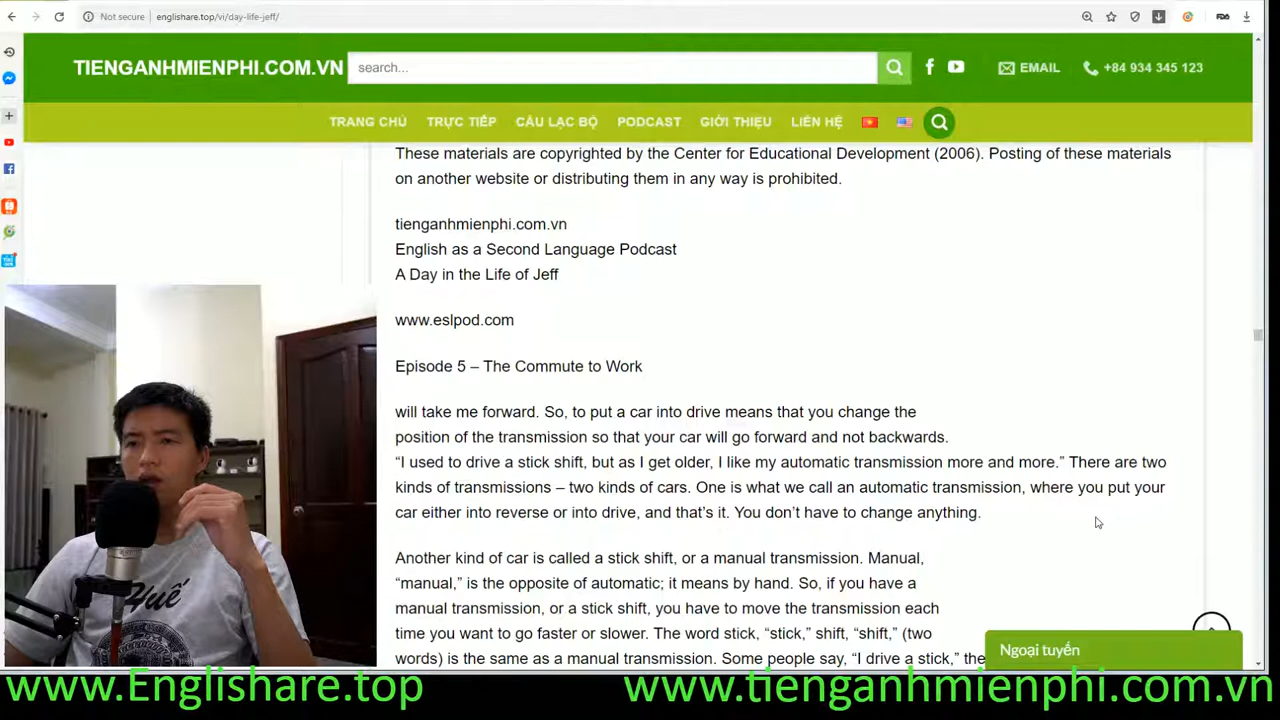 Not secure englishare.top/vi/day-life-jeff/
TIENGANHMIENPHI.COM.VN
search...
EMAIL
+84 934 345 123
TRANG CHỦ
TRỰC TIẾP
CÂU LẠC BỘ
PODCAST
GIỚI THIỆU
LIÊN HỆ
These materials are copyrighted by the Center for Educational Development (2006). Posting of these materials
on another website or distributing them in any way is prohibited.
tienganhmienphi.com.vn
English as a Second Language Podcast
A Day in the Life of Jeff
www.eslpod.com
Episode 5 – The Commute to Work
will take me forward. So, to put a car into drive means that you change the
position of the transmission so that your car will go forward and not backwards.
“I used to drive a stick shift, but as I get older, I like my automatic transmission more and more.” There are two
kinds of transmissions – two kinds of cars. One is what we call an automatic transmission, where you put your
car either into reverse or into drive, and that’s it. You don’t have to change anything.
Another kind of car is called a stick shift, or a manual transmission. Manual,
“manual,” is the opposite of automatic; it means by hand. So, if you have a
manual transmission, or a stick shift, you have to move the transmission each
time you want to go faster or slower. The word stick, “stick,” shift, “shift,” (two
words) is the same as a manual transmission. Some people say, “I drive a stick,” the
Ngoại tuyến
Huế
www.Englishare.top
www.tienganhmienphi.com.vn